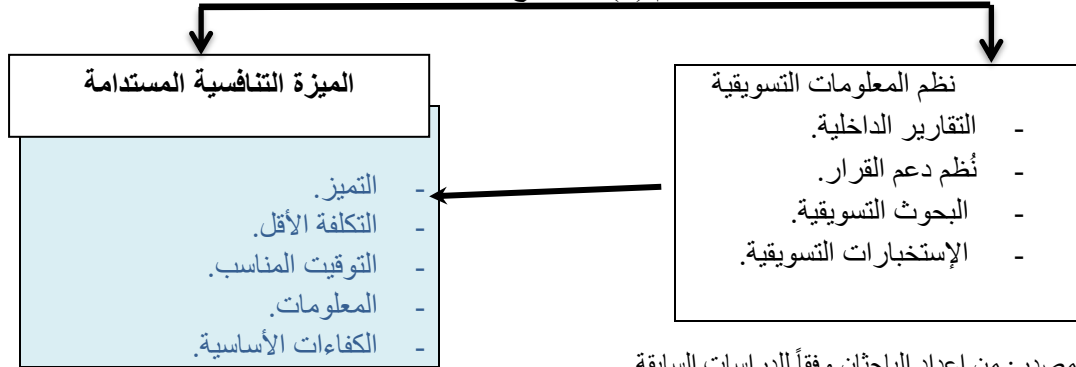 نظم المعلومات التسويقية
- التقارير الداخلية.
- نُظم دعم القرار.
- البحوث التسويقية.
- الإستخبارات التسويقية.
الميزة التنافسية المستدامة
- التميز.
- التكلفة الأقل.
- التوقيت المناسب.
- المعلومات.
- الكفاءات الأساسية.